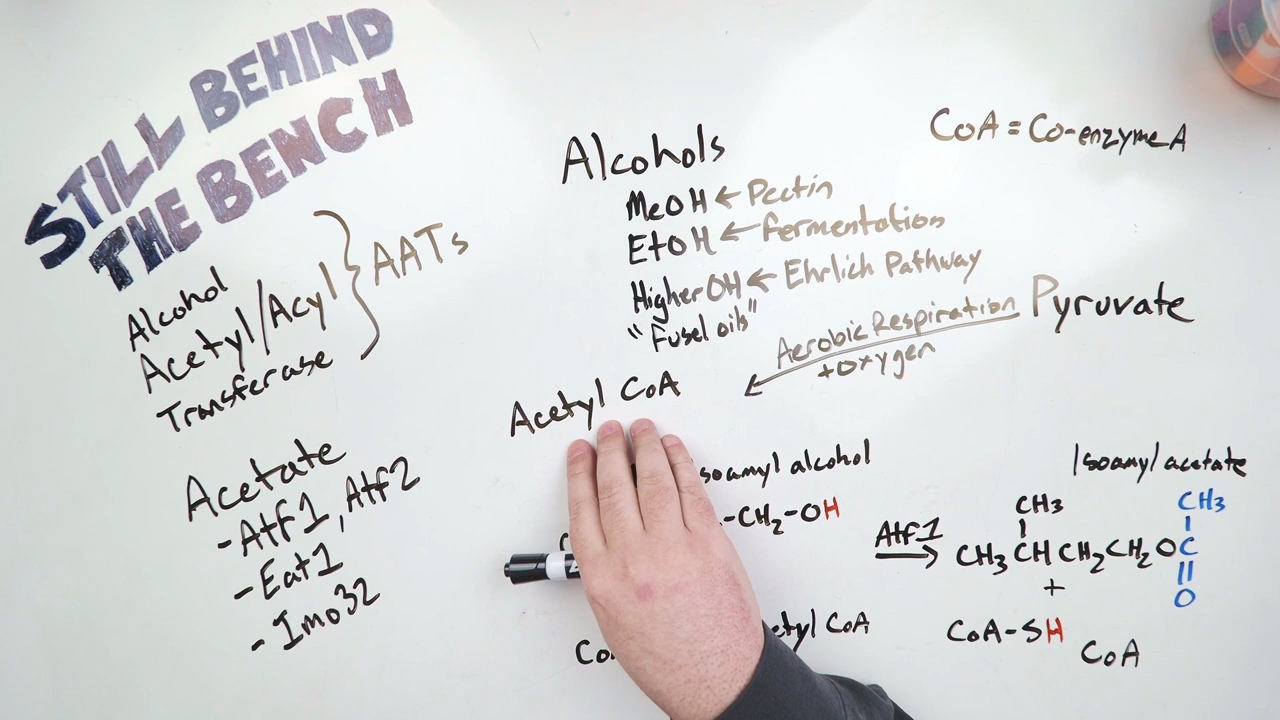 STILL BEHIND
THE BENCH
Alcohol
Acetyl/Acyl
Transferase
} AATs
Acetate
- Atf1, Atf2
- Eat1
- Imo32
Alcohols
MeOH ← Pectin
EtOH ← Fermentation
Higher OH ← Ehrlich Pathway
"Fusel oils"
CoA = Co-enzyme A
Pyruvate
Aerobic Respiration
+Oxygen
Acetyl CoA
soamyl alcohol
-CH2-OH
etyl CoA
Atf1
Isoamyl acetate
CH3
CH3
CH3 CH CH2 CH2 O C
+
O
CoA-SH
CoA